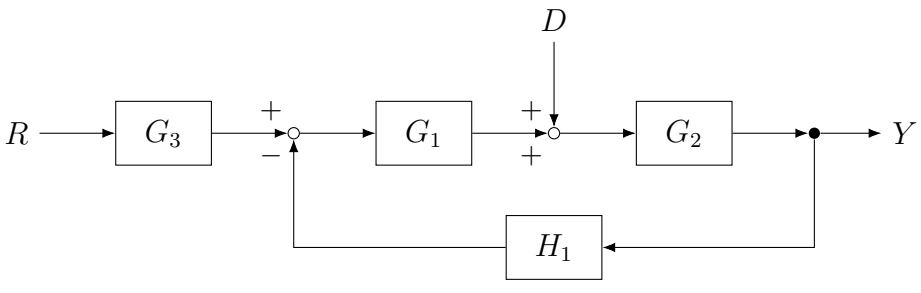 D
R G₃ + − G₁ + + G₂ Y
H₁